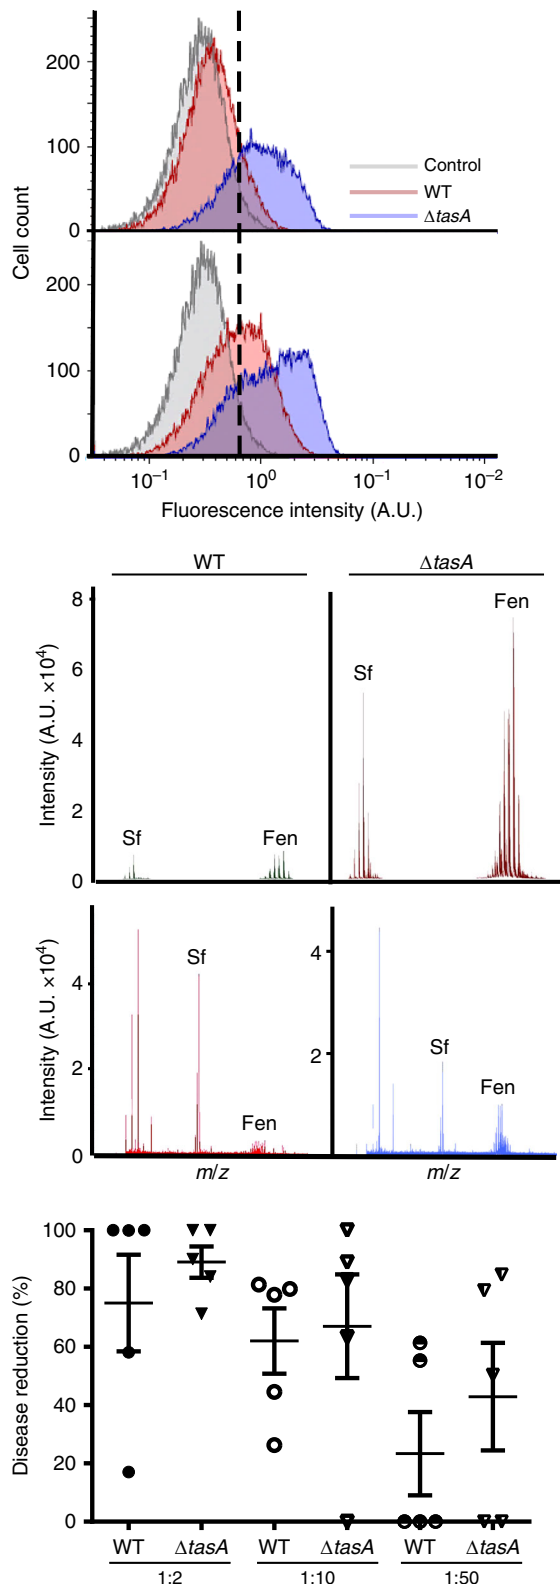 200
100
0
200
100
0
Cell count
Control
WT
ΔtasA
10⁻¹ 10⁰ 10⁻¹ 10⁻²
Fluorescence intensity (A.U.)
WT ΔtasA
8
6
4
2
0
Intensity (A.U. ×10⁴)
Sf Fen
Sf Fen
4
2
0
Intensity (A.U. ×10⁴)
Sf Fen
4
2
Sf Fen
m/z m/z
100
80
60
40
20
0
Disease reduction (%)
WT ΔtasA WT ΔtasA WT ΔtasA
1:2 1:10 1:50